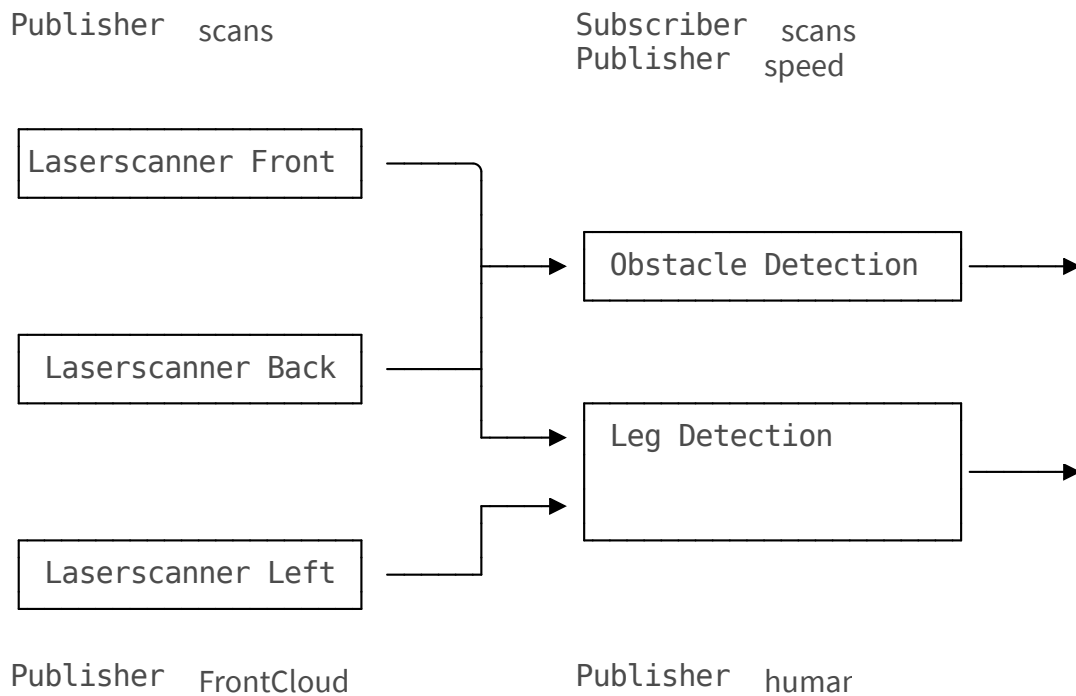 Publisher scans
Subscriber scans
Publisher speed
Laserscanner Front
Obstacle Detection
Laserscanner Back
Leg Detection
Laserscanner Left
Publisher FrontCloud
Publisher human